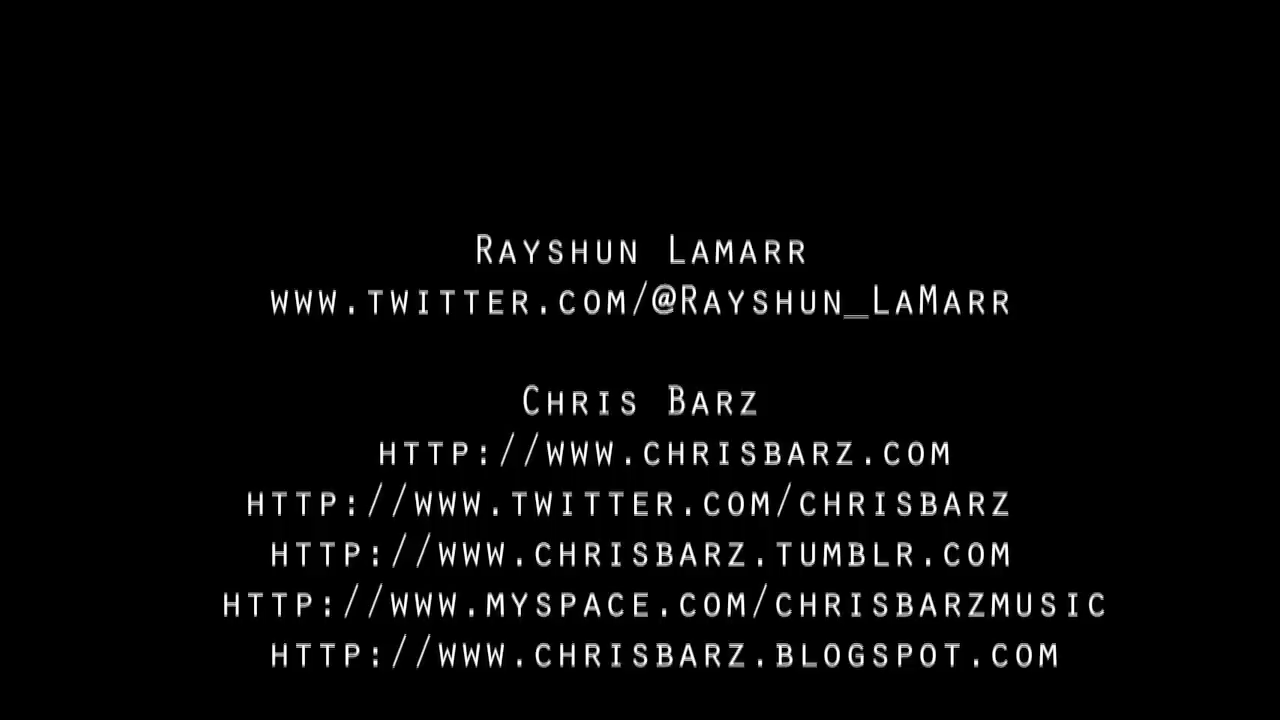 Rayshun Lamarr
www.twitter.com/@Rayshun_LaMarr
Chris Barz
http://www.chrisbarz.com
http://www.twitter.com/chrisbarz
http://www.chrisbarz.tumblr.com
http://www.myspace.com/chrisbarzmusic
http://www.chrisbarz.blogspot.com